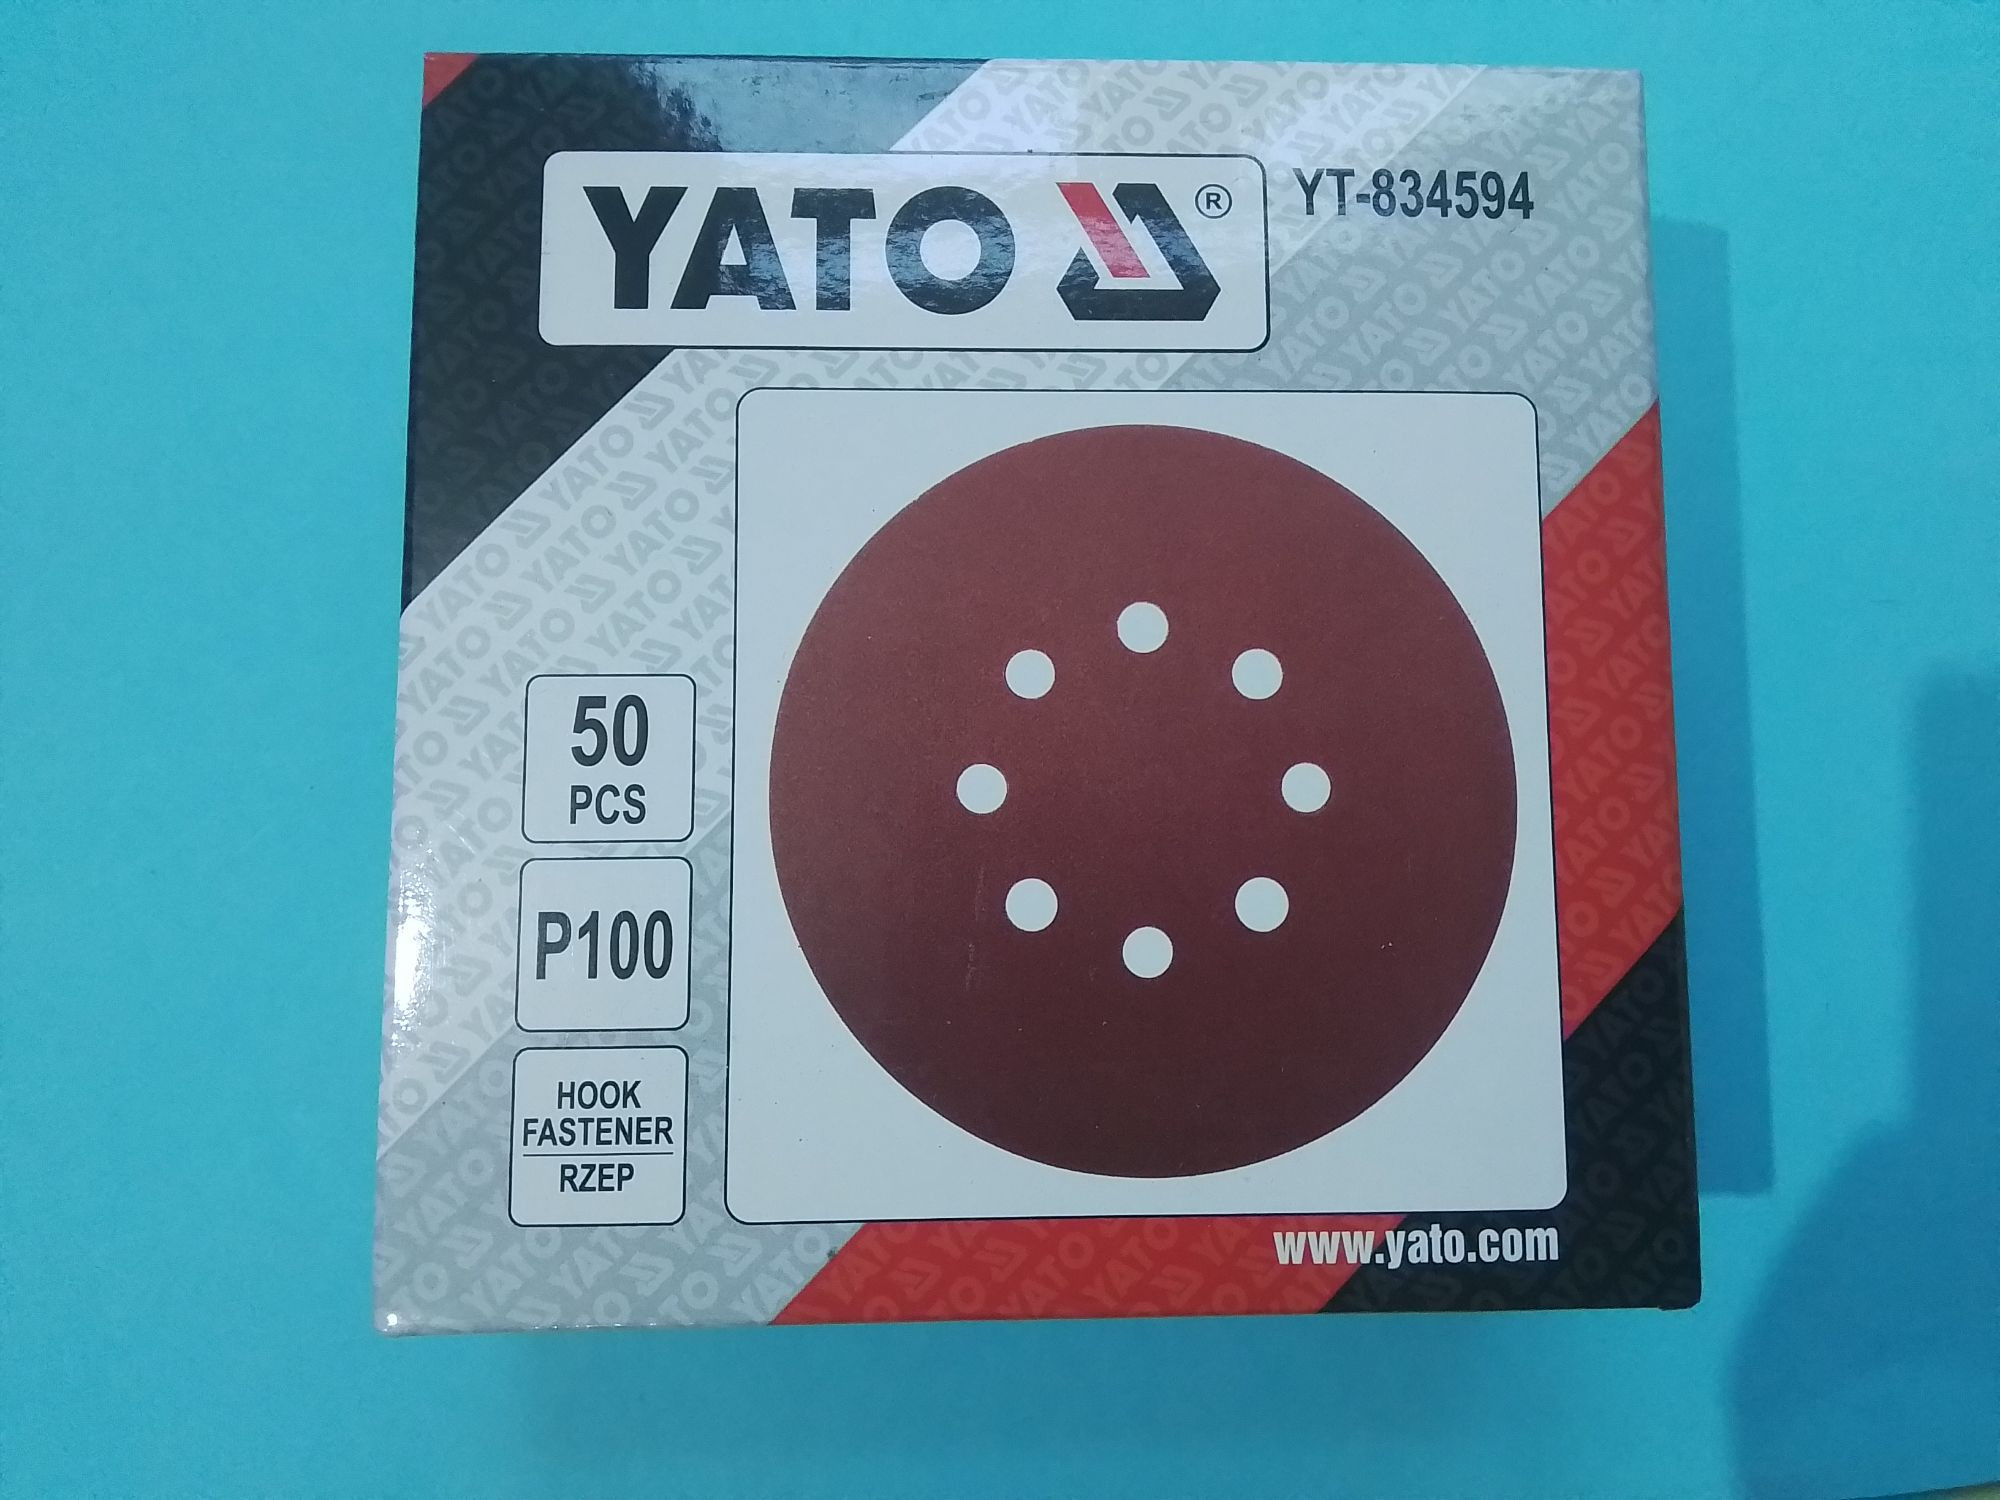 YATO ®
YT-834594
50
PCS
P100
HOOK
FASTENER
RZEP
www.yato.com